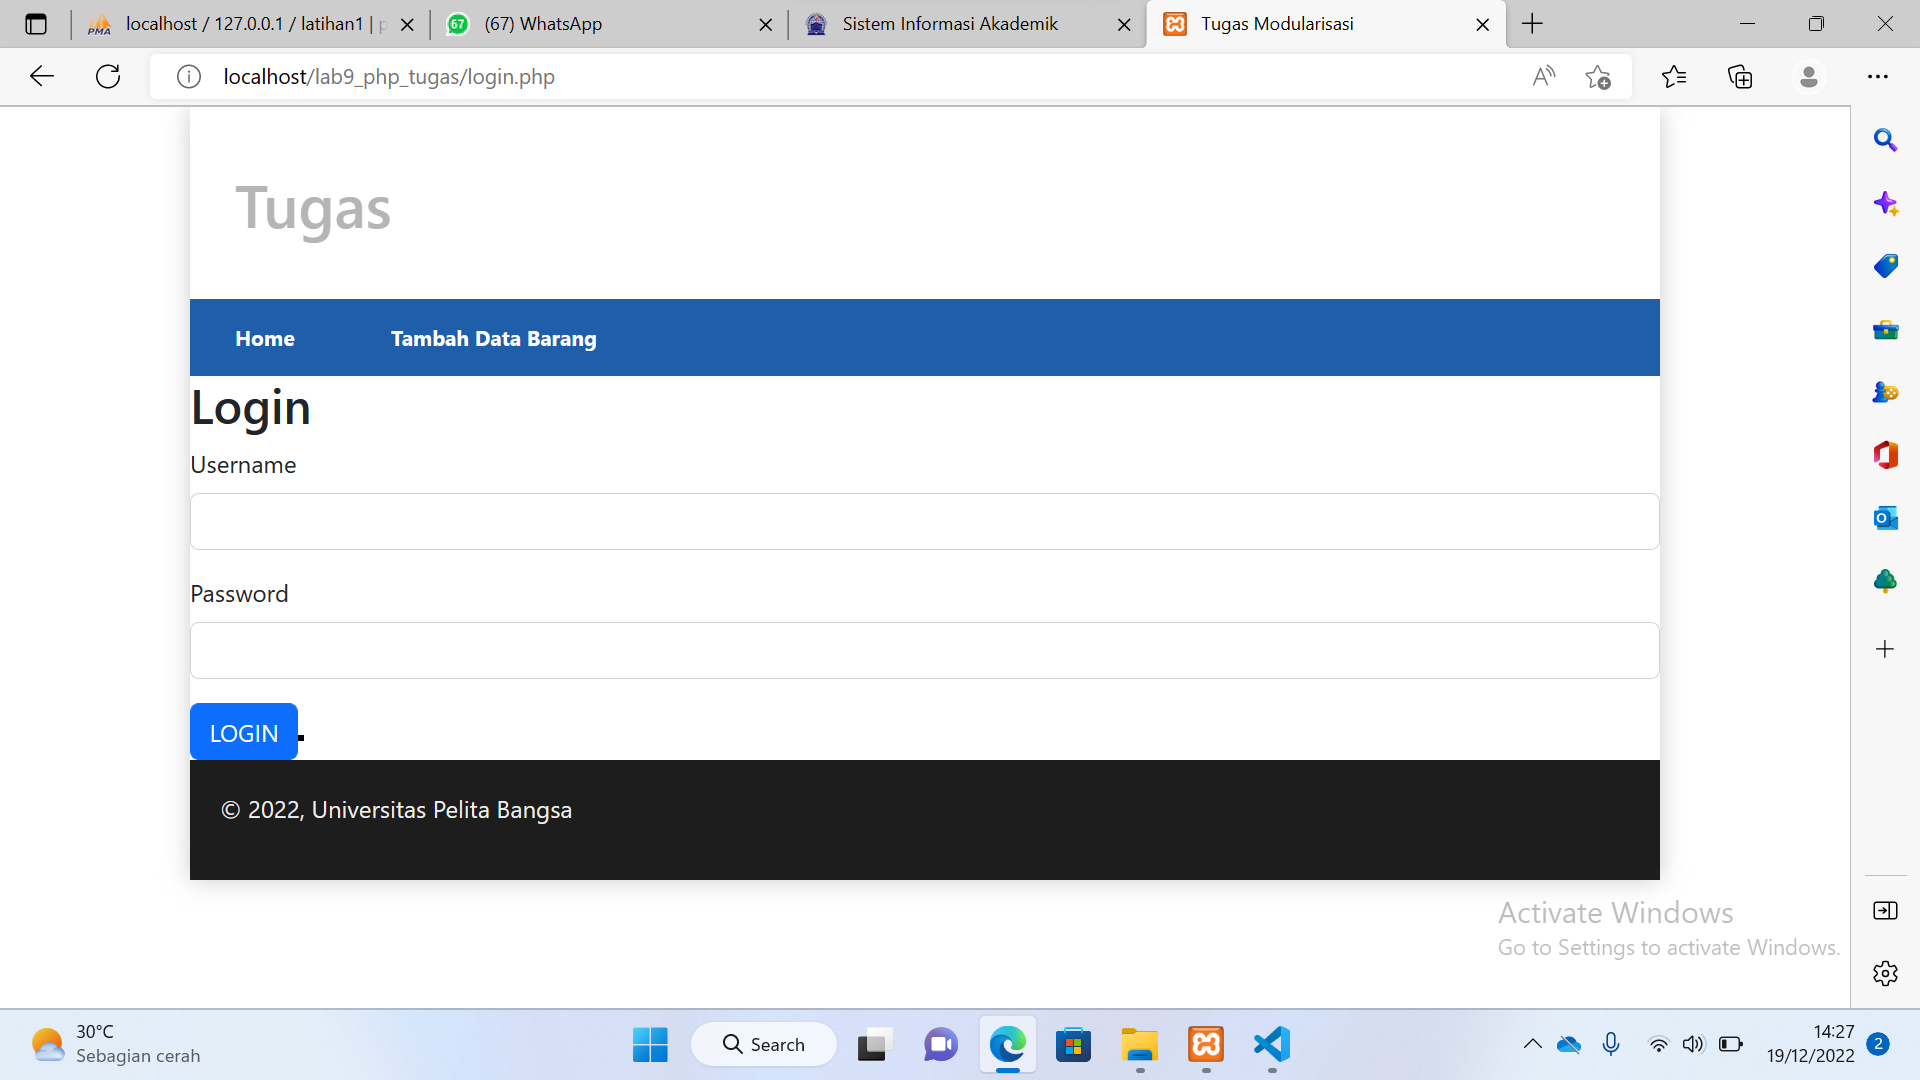 localhost / 127.0.0.1 / latihan1 | p
67
(67) WhatsApp
Sistem Informasi Akademik
Tugas Modularisasi
PMA
localhost/lab9_php_tugas/login.php
Tugas
Home
Tambah Data Barang
Login
Username
Password
LOGIN
© 2022, Universitas Pelita Bangsa
Activate Windows
Go to Settings to activate Windows.
30°C
Sebagian cerah
Search
14:27
19/12/2022
2